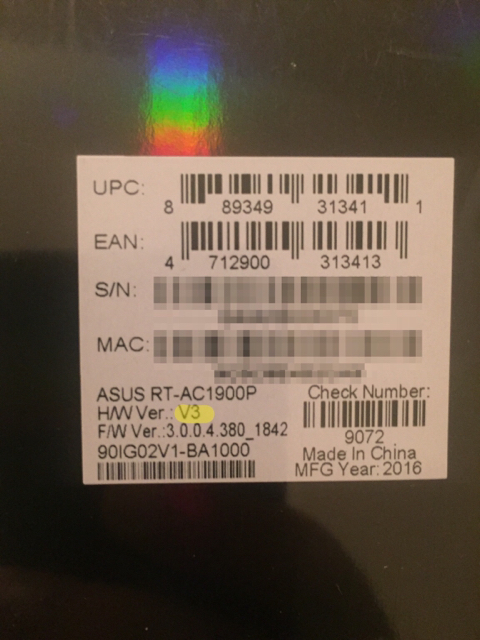 UPC:
8 89349 31341 1
EAN:
4 712900 313413
S/N:
MAC:
ASUS RT-AC1900P
H/W Ver.: V3
F/W Ver.:3.0.0.4.380_1842
90IG02V1-BA1000
Check Number:
9072
Made In China
MFG Year: 2016